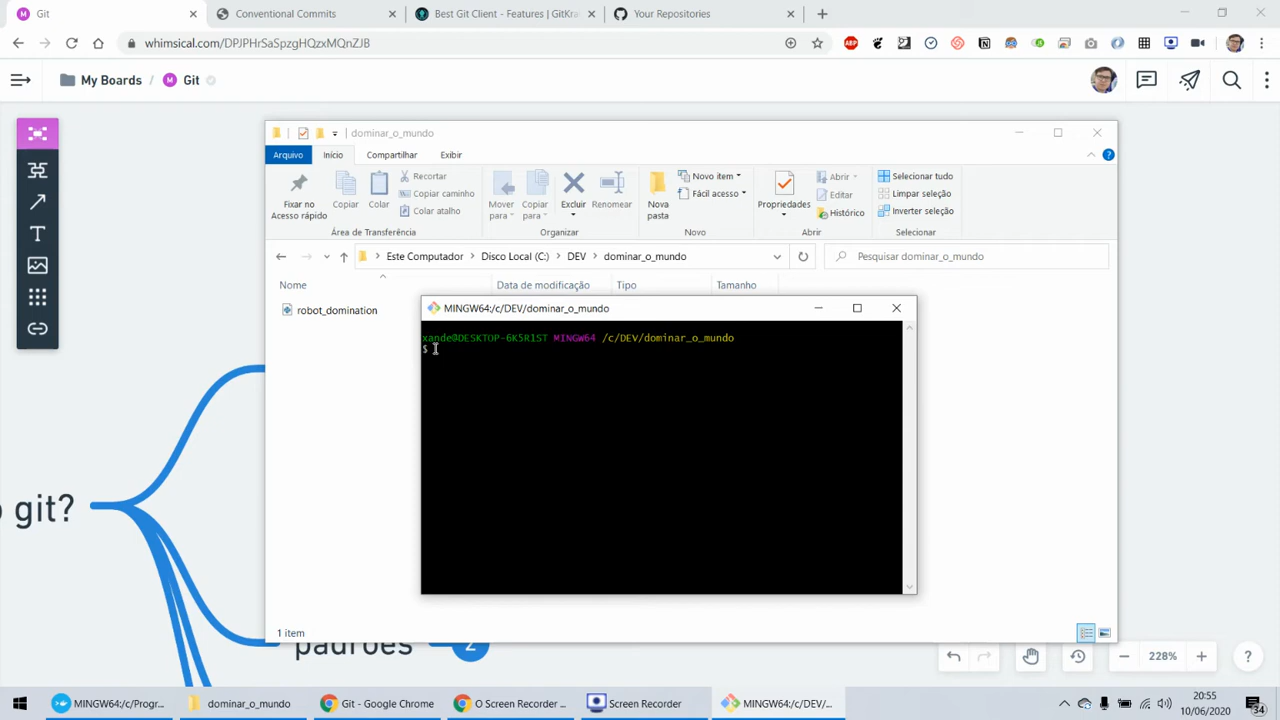 Git
Conventional Commits
Best Git Client - Features | GitKra
Your Repositories
whimsical.com/DPJPHrSaSpzgHQzxMQnZJB
ABP
My Boards / Git
dominar_o_mundo
Arquivo
Início
Compartilhar
Exibir
Fixar no
Acesso rápido
Copiar
Colar
Recortar
Copiar caminho
Colar atalho
Área de Transferência
Mover
para
Copiar
para
Excluir
Renomear
Organizar
Nova
pasta
Novo item
Fácil acesso
Novo
Propriedades
Abrir
Editar
Histórico
Abrir
Selecionar tudo
Limpar seleção
Inverter seleção
Selecionar
Este Computador > Disco Local (C:) > DEV > dominar_o_mundo
Pesquisar dominar_o_mundo
Nome
Data de modificação
Tipo
Tamanho
robot_domination
MINGW64:/c/DEV/dominar_o_mundo
xande@DESKTOP-6K5R1ST MINGW64 /c/DEV/dominar_o_mundo
$
o git?
1 item
padrões
2
228%
?
MINGW64:/c/Progr...
dominar_o_mundo
Git - Google Chrome
O Screen Recorder...
Screen Recorder
MINGW64:/c/DEV/...
20:55
10/06/2020
34